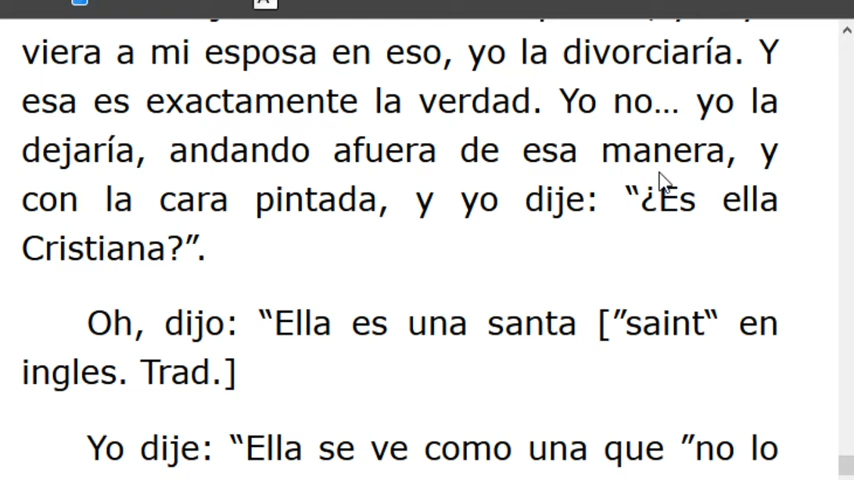 viera a mi esposa en eso, yo la divorciaría. Y
esa es exactamente la verdad. Yo no… yo la
dejaría, andando afuera de esa manera, y
con la cara pintada, y yo dije: “¿Es ella
Cristiana?”.
Oh, dijo: “Ella es una santa [”saint“ en
ingles. Trad.]
Yo dije: “Ella se ve como una que ”no lo